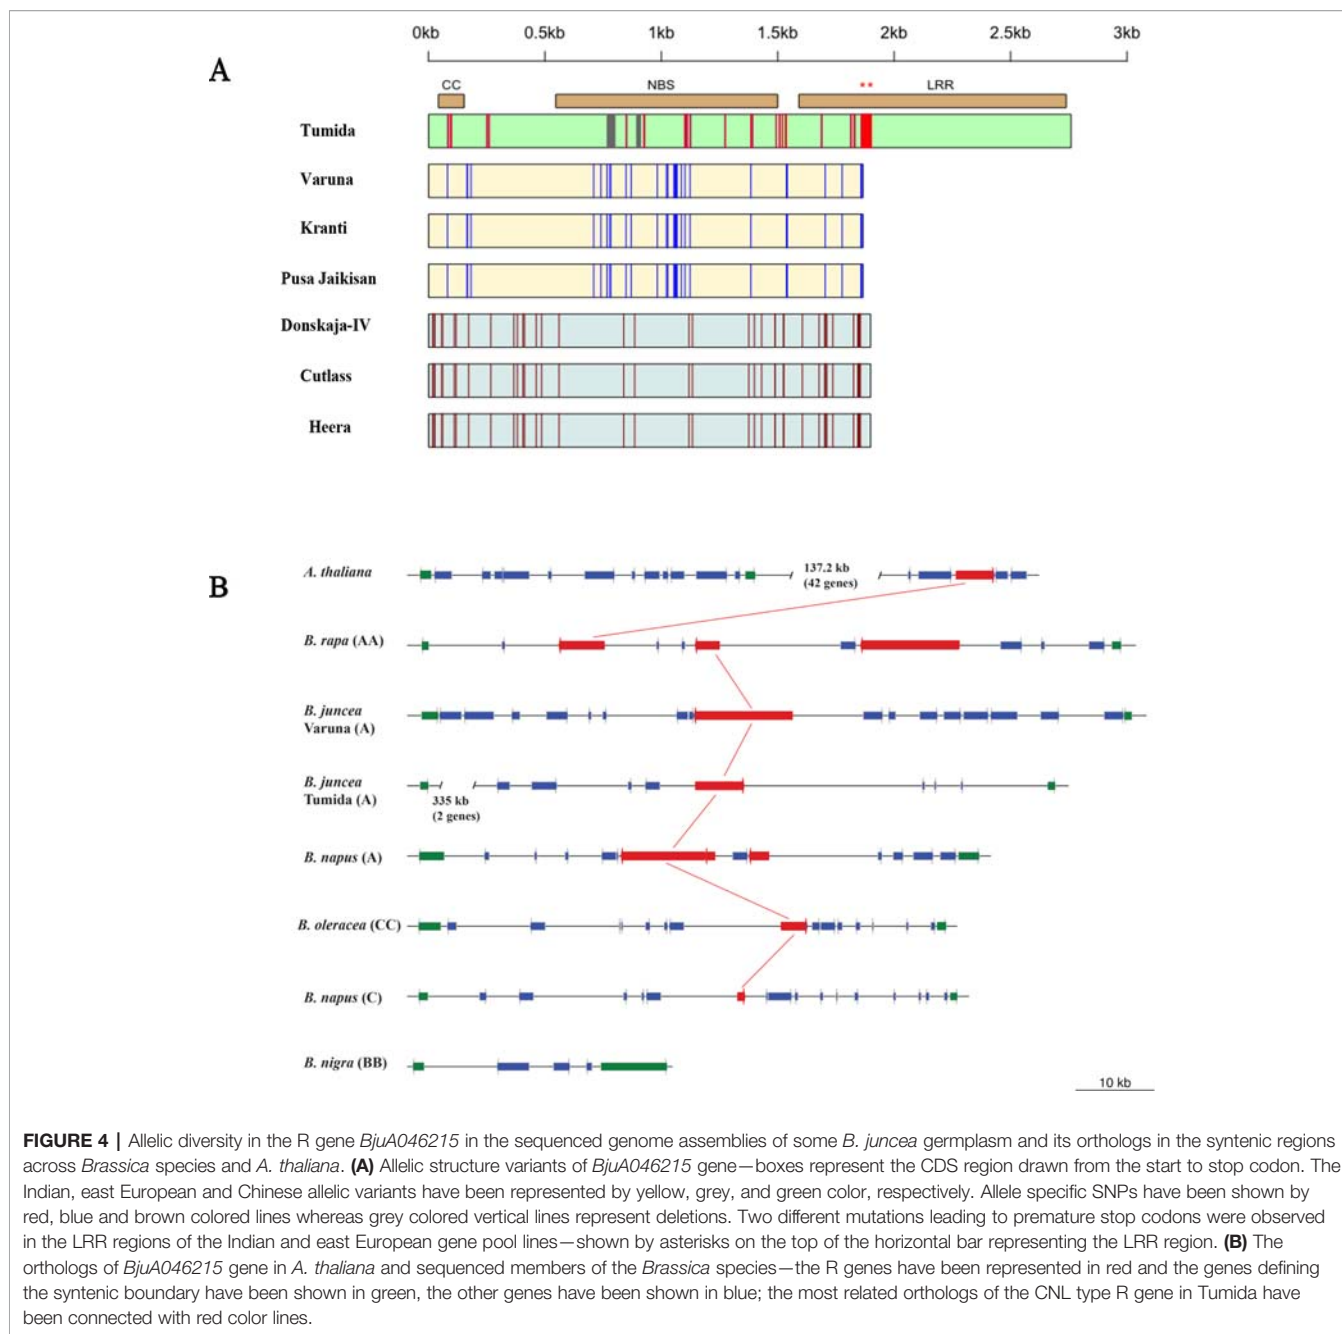 0kb 0.5kb 1kb 1.5kb 2kb 2.5kb 3kb
A
CC NBS ** LRR
Tumida
Varuna
Kranti
Pusa Jaikisan
Donskaja-IV
Cutlass
Heera
B
A. thaliana
137.2 kb
(42 genes)
B. rapa (AA)
B. juncea
Varuna (A)
B. juncea
Tumida (A)
335 kb
(2 genes)
B. napus (A)
B. oleracea (CC)
B. napus (C)
B. nigra (BB)
10 kb
FIGURE 4 | Allelic diversity in the R gene BjuA046215 in the sequenced genome assemblies of some B. juncea germplasm and its orthologs in the syntenic regions
across Brassica species and A. thaliana. (A) Allelic structure variants of BjuA046215 gene—boxes represent the CDS region drawn from the start to stop codon. The
Indian, east European and Chinese allelic variants have been represented by yellow, grey, and green color, respectively. Allele specific SNPs have been shown by
red, blue and brown colored lines whereas grey colored vertical lines represent deletions. Two different mutations leading to premature stop codons were observed
in the LRR regions of the Indian and east European gene pool lines—shown by asterisks on the top of the horizontal bar representing the LRR region. (B) The
orthologs of BjuA046215 gene in A. thaliana and sequenced members of the Brassica species—the R genes have been represented in red and the genes defining
the syntenic boundary have been shown in green, the other genes have been shown in blue; the most related orthologs of the CNL type R gene in Tumida have
been connected with red color lines.